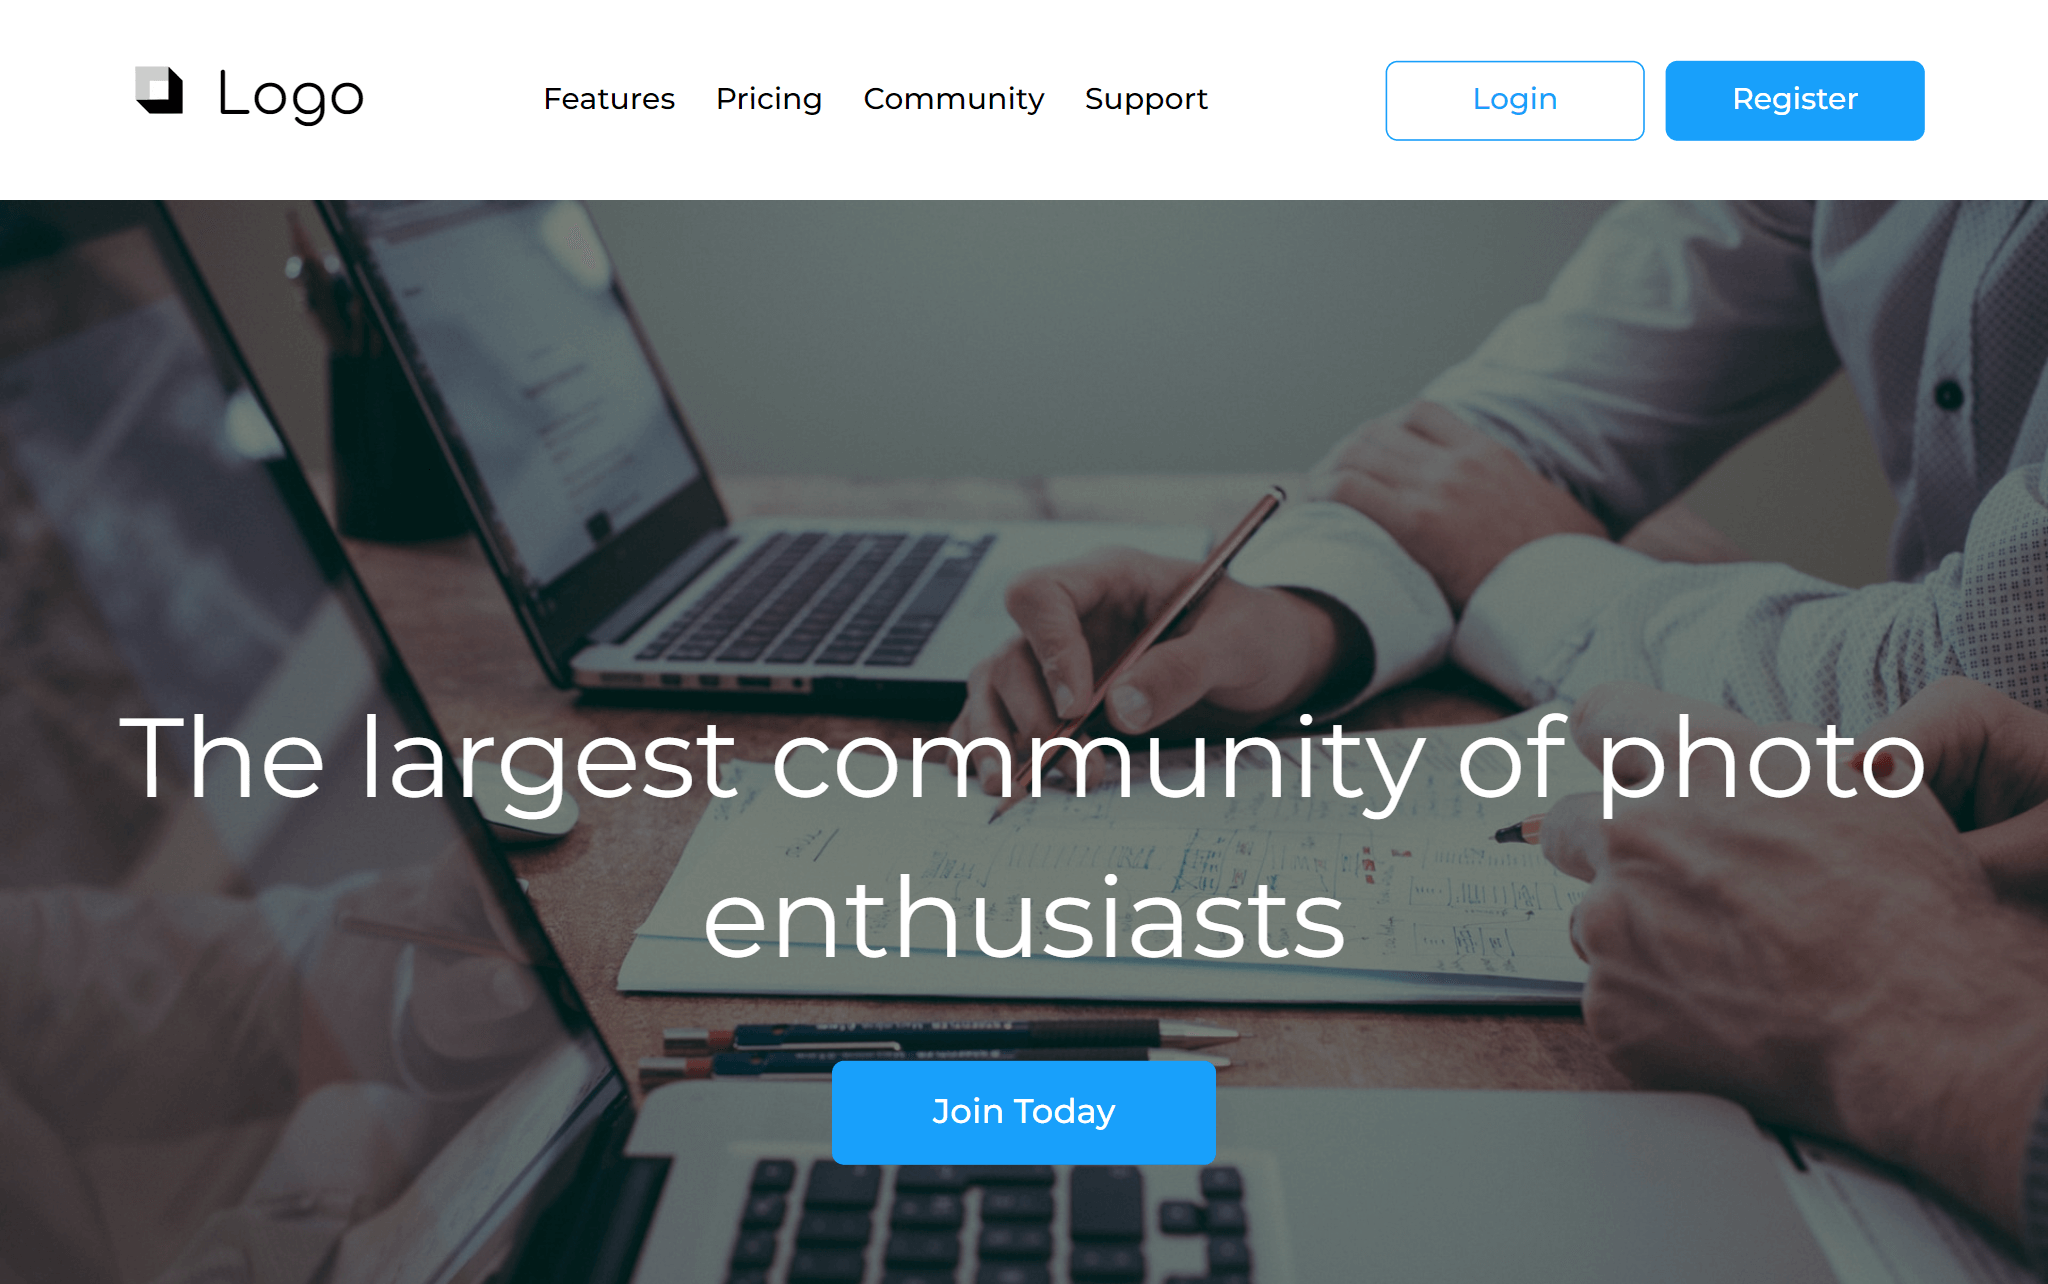 Logo
Features Pricing Community Support
Login
Register
The largest community of photo
enthusiasts
Join Today